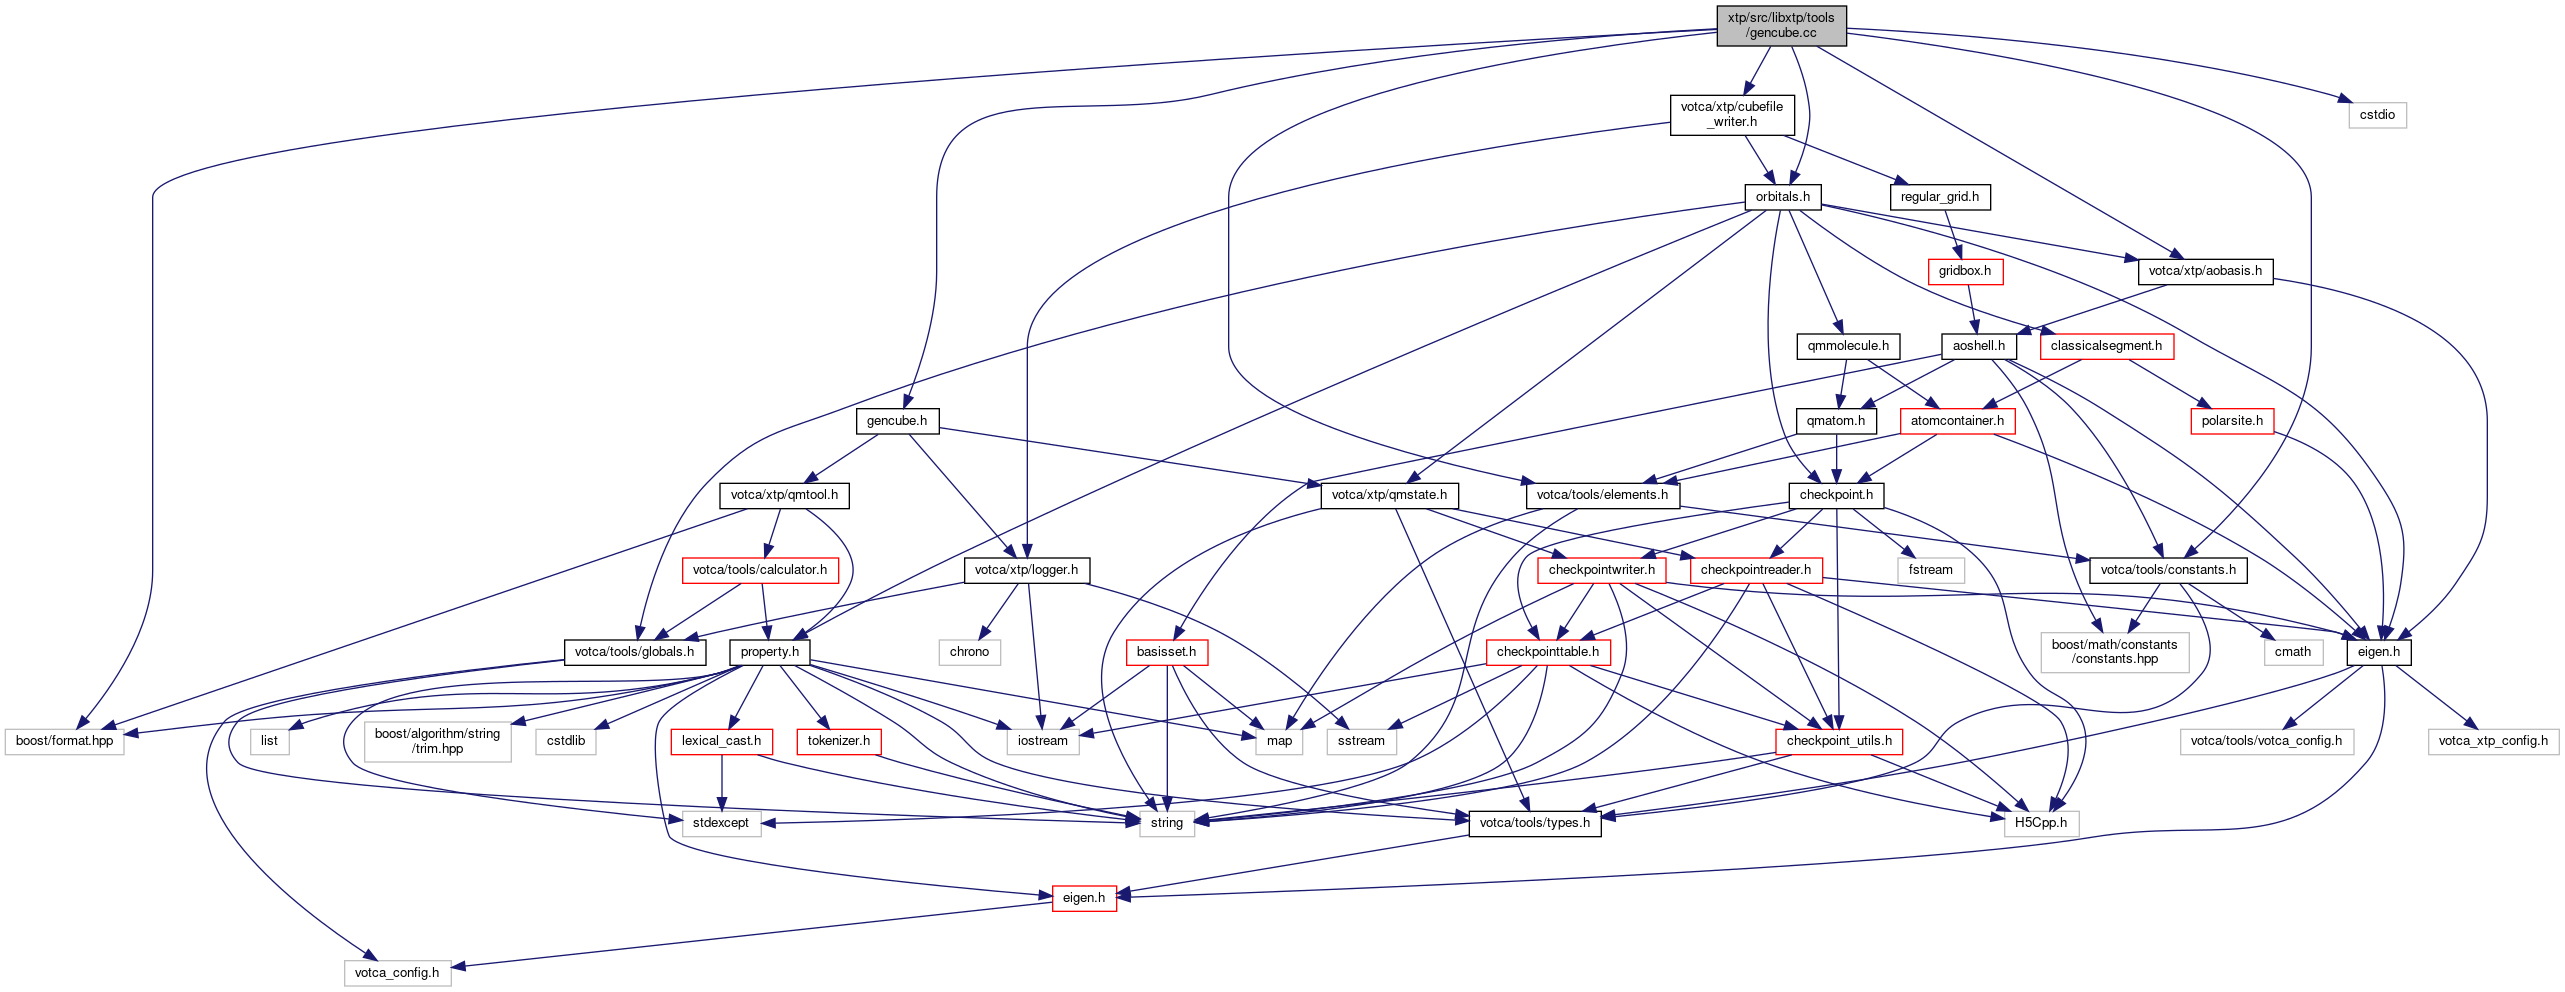 xtp/src/libxtp/tools
/gencube.cc
votca/xtp/cubefile
_writer.h
cstdio
orbitals.h
regular_grid.h
gridbox.h
votca/xtp/aobasis.h
qmmolecule.h
aoshell.h
classicalsegment.h
gencube.h
qmatom.h
atomcontainer.h
polarsite.h
votca/xtp/qmtool.h
votca/xtp/qmstate.h
votca/tools/elements.h
checkpoint.h
votca/tools/calculator.h
votca/xtp/logger.h
checkpointwriter.h
checkpointreader.h
fstream
votca/tools/constants.h
votca/tools/globals.h
property.h
chrono
basisset.h
checkpointtable.h
boost/math/constants
/constants.hpp
cmath
eigen.h
boost/format.hpp
list
boost/algorithm/string
/trim.hpp
cstdlib
lexical_cast.h
tokenizer.h
iostream
map
sstream
checkpoint_utils.h
votca/tools/votca_config.h
votca_xtp_config.h
stdexcept
string
votca/tools/types.h
H5Cpp.h
eigen.h
votca_config.h